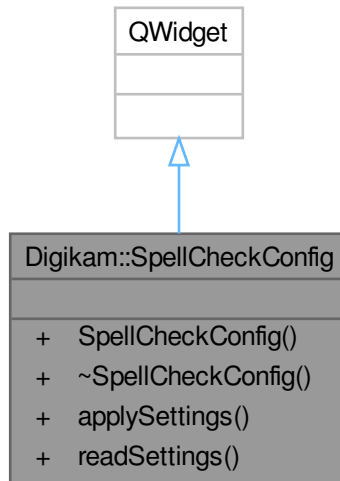 QWidget
Digikam::SpellCheckConfig
+ SpellCheckConfig()
+ ~SpellCheckConfig()
+ applySettings()
+ readSettings()